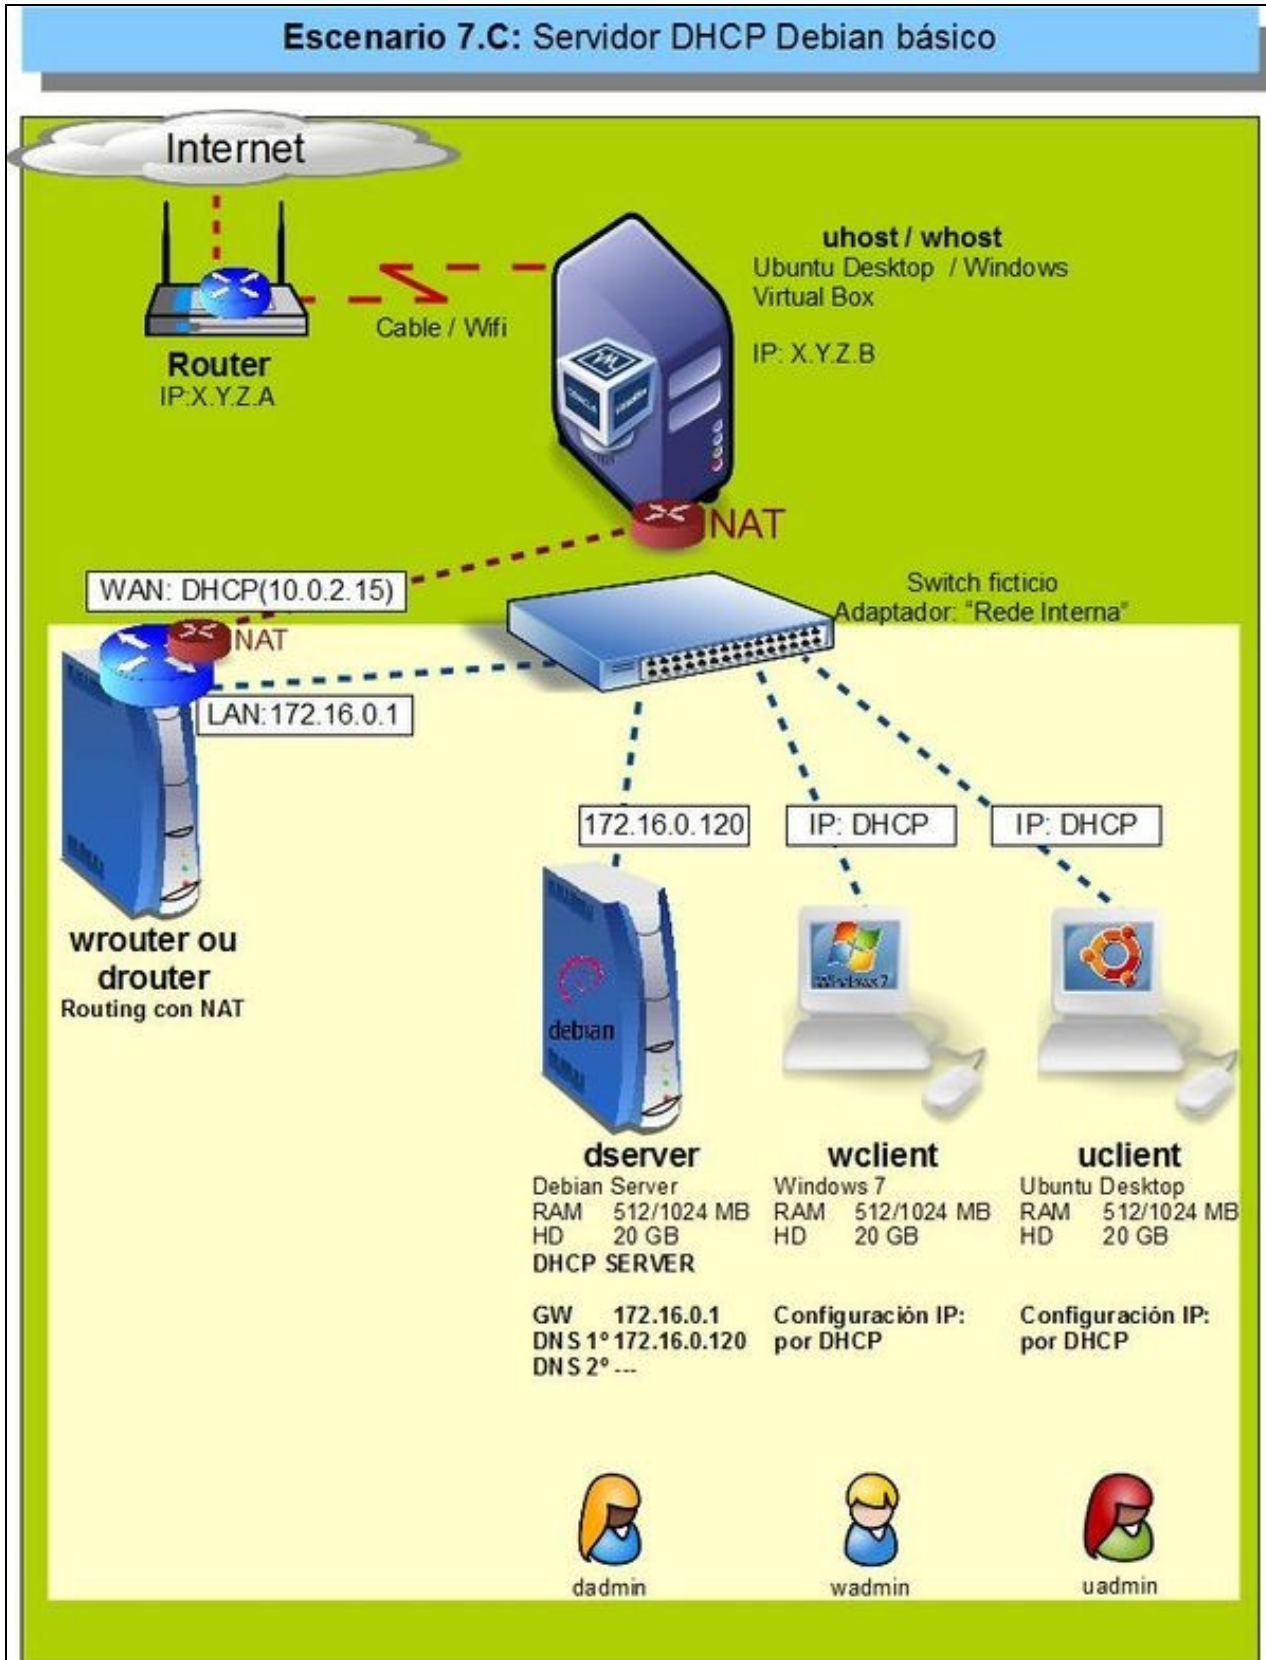 Escenario 7.C: Servidor DHCP Debian básico
Internet
Router
IP:X.Y.Z.A
Cable / Wifi
uhost / whost
Ubuntu Desktop / Windows
Virtual Box
IP: X.Y.Z.B
NAT
WAN: DHCP(10.0.2.15)
NAT
Switch ficticio
Adaptador: "Rede Interna"
LAN:172.16.0.1
172.16.0.120
IP: DHCP
IP: DHCP
wrouter ou
drouter
Routing con NAT
debian
Windows 7
dserver
Debian Server
RAM 512/1024 MB
HD 20 GB
DHCP SERVER
GW 172.16.0.1
DNS 1º 172.16.0.120
DNS 2º ---
wclient
Windows 7
RAM 512/1024 MB
HD 20 GB
Configuración IP:
por DHCP
uclient
Ubuntu Desktop
RAM 512/1024 MB
HD 20 GB
Configuración IP:
por DHCP
dadmin
wadmin
uadmin